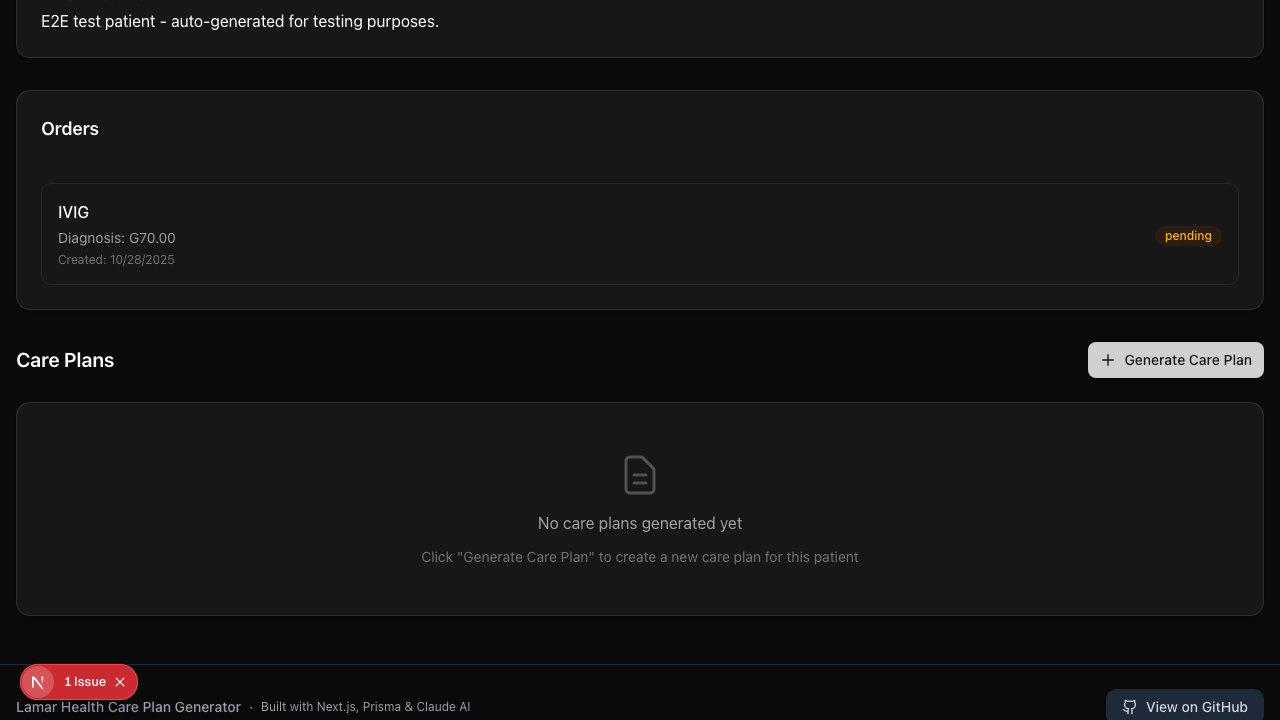 E2E test patient - auto-generated for testing purposes.
Orders
IVIG
Diagnosis: G70.00
Created: 10/28/2025
pending
Care Plans
Generate Care Plan
No care plans generated yet
Click "Generate Care Plan" to create a new care plan for this patient
N
1 Issue
Lamar Health Care Plan Generator · Built with Next.js, Prisma & Claude AI
View on GitHub